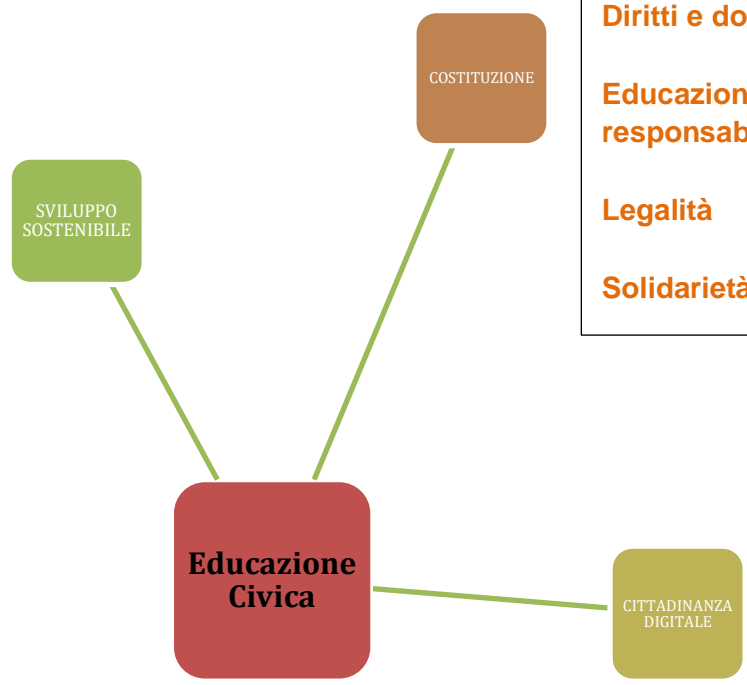 COSTITUZIONE
Diritti e do
Educazion
responsab
Legalità
Solidarietà
SVILUPPO
SOSTENIBILE
Educazione
Civica
CITTADINANZA
DIGITALE